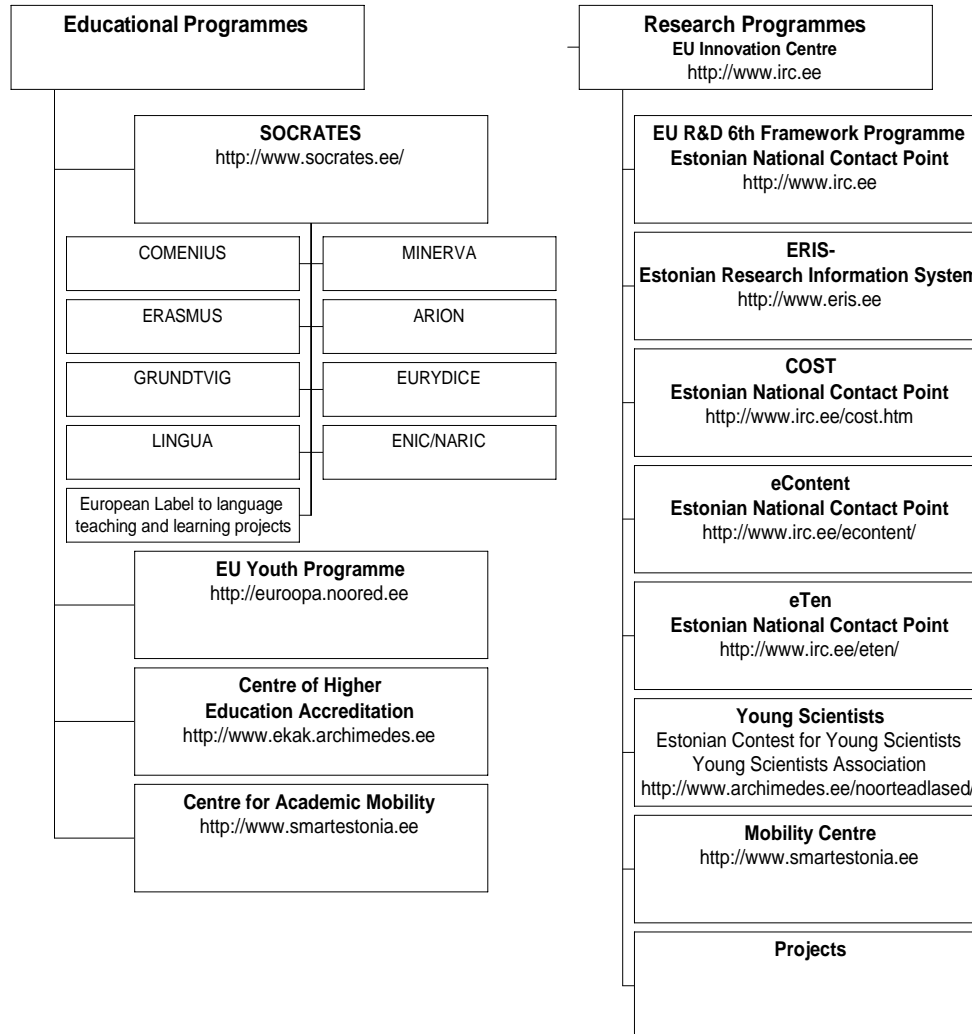 Educational Programmes
SOCRATES
http://www.socrates.ee/
COMENIUS
MINERVA
ERASMUS
ARION
GRUNDTVIG
EURYDICE
LINGUA
ENIC/NARIC
European Label to language
teaching and learning projects
EU Youth Programme
http://euroopa.noored.ee
Centre of Higher
Education Accreditation
http://www.ekak.archimedes.ee
Centre for Academic Mobility
http://www.smartestonia.ee
Research Programmes
EU Innovation Centre
http://www.irc.ee
EU R&D 6th Framework Programme
Estonian National Contact Point
http://www.irc.ee
ERIS-
Estonian Research Information System
http://www.eris.ee
COST
Estonian National Contact Point
http://www.irc.ee/cost.htm
eContent
Estonian National Contact Point
http://www.irc.ee/econtent/
eTen
Estonian National Contact Point
http://www.irc.ee/eten/
Young Scientists
Estonian Contest for Young Scientists
Young Scientists Association
http://www.archimedes.ee/noorteadlased/
Mobility Centre
http://www.smartestonia.ee
Projects